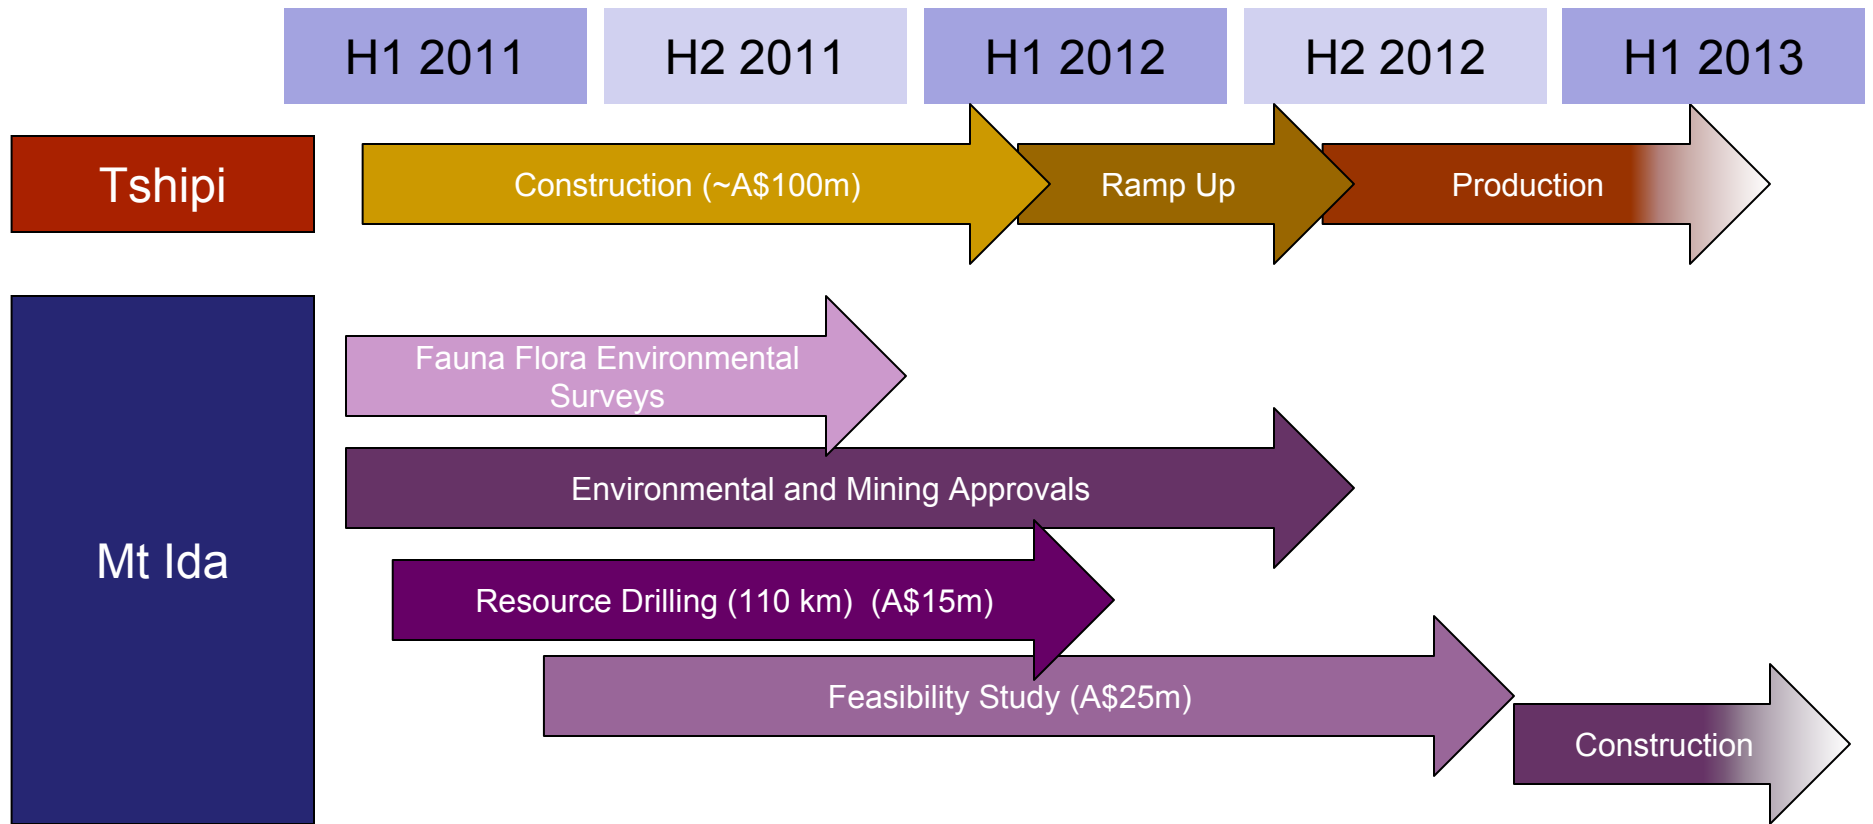 H1 2011
H2 2011
H1 2012
H2 2012
H1 2013
Tshipi
Construction (~A$100m)
Ramp Up
Production
Mt Ida
Fauna Flora Environmental
Surveys
Environmental and Mining Approvals
Resource Drilling (110 km)  (A$15m)
Feasibility Study (A$25m)
Construction